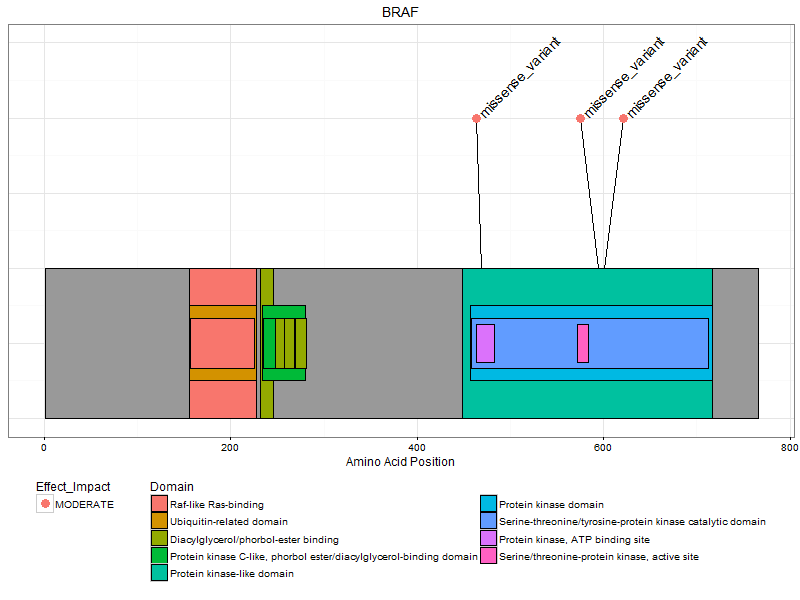 BRAF
missense_variant
missense_variant
missense_variant
0 200 400 600 800
Amino Acid Position
Effect_Impact
MODERATE
Domain
Raf-like Ras-binding
Ubiquitin-related domain
Diacylglycerol/phorbol-ester binding
Protein kinase C-like, phorbol ester/diacylglycerol-binding domain
Protein kinase-like domain
Protein kinase domain
Serine-threonine/tyrosine-protein kinase catalytic domain
Protein kinase, ATP binding site
Serine/threonine-protein kinase, active site